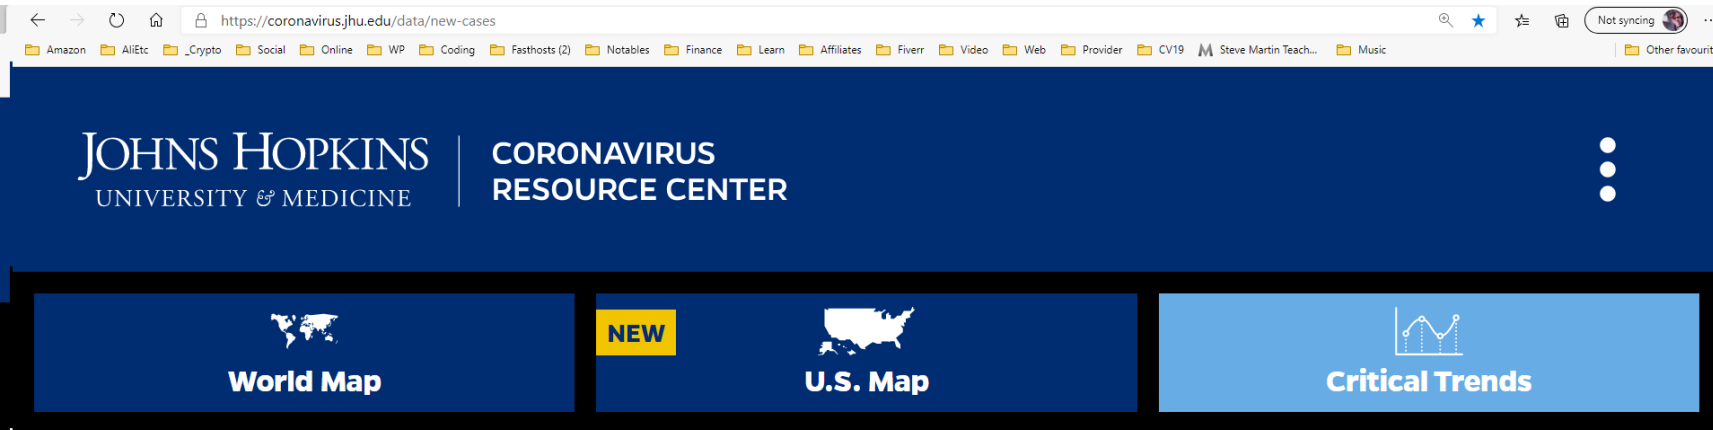 https://coronavirus.jhu.edu/data/new-cases
Not syncing
Amazon AliEtc _Crypto Social Online WP Coding Fasthosts (2) Notables Finance Learn Affiliates Fiverr Video Web Provider CV19 Steve Martin Teach... Music Other favourit
JOHNS HOPKINS
UNIVERSITY & MEDICINE
CORONAVIRUS
RESOURCE CENTER
World Map
NEW
U.S. Map
Critical Trends